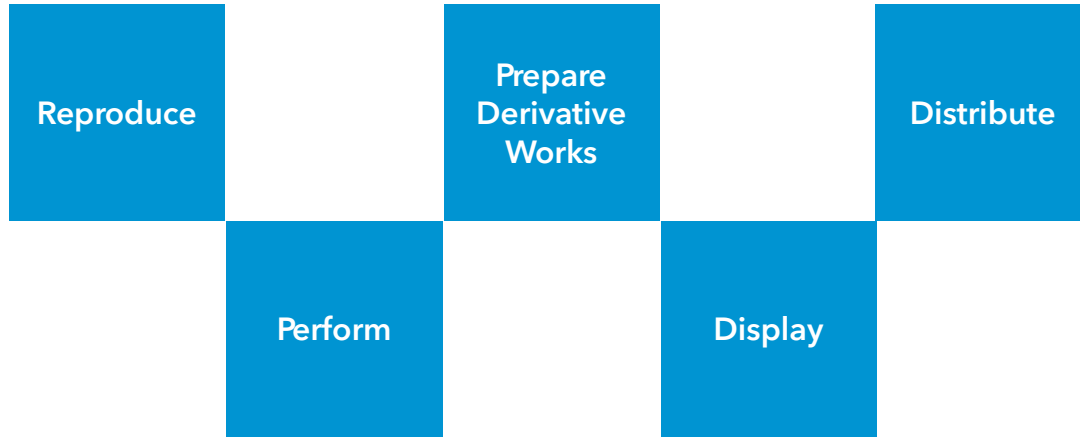 Reproduce
Prepare
Derivative
Works
Distribute
Perform
Display